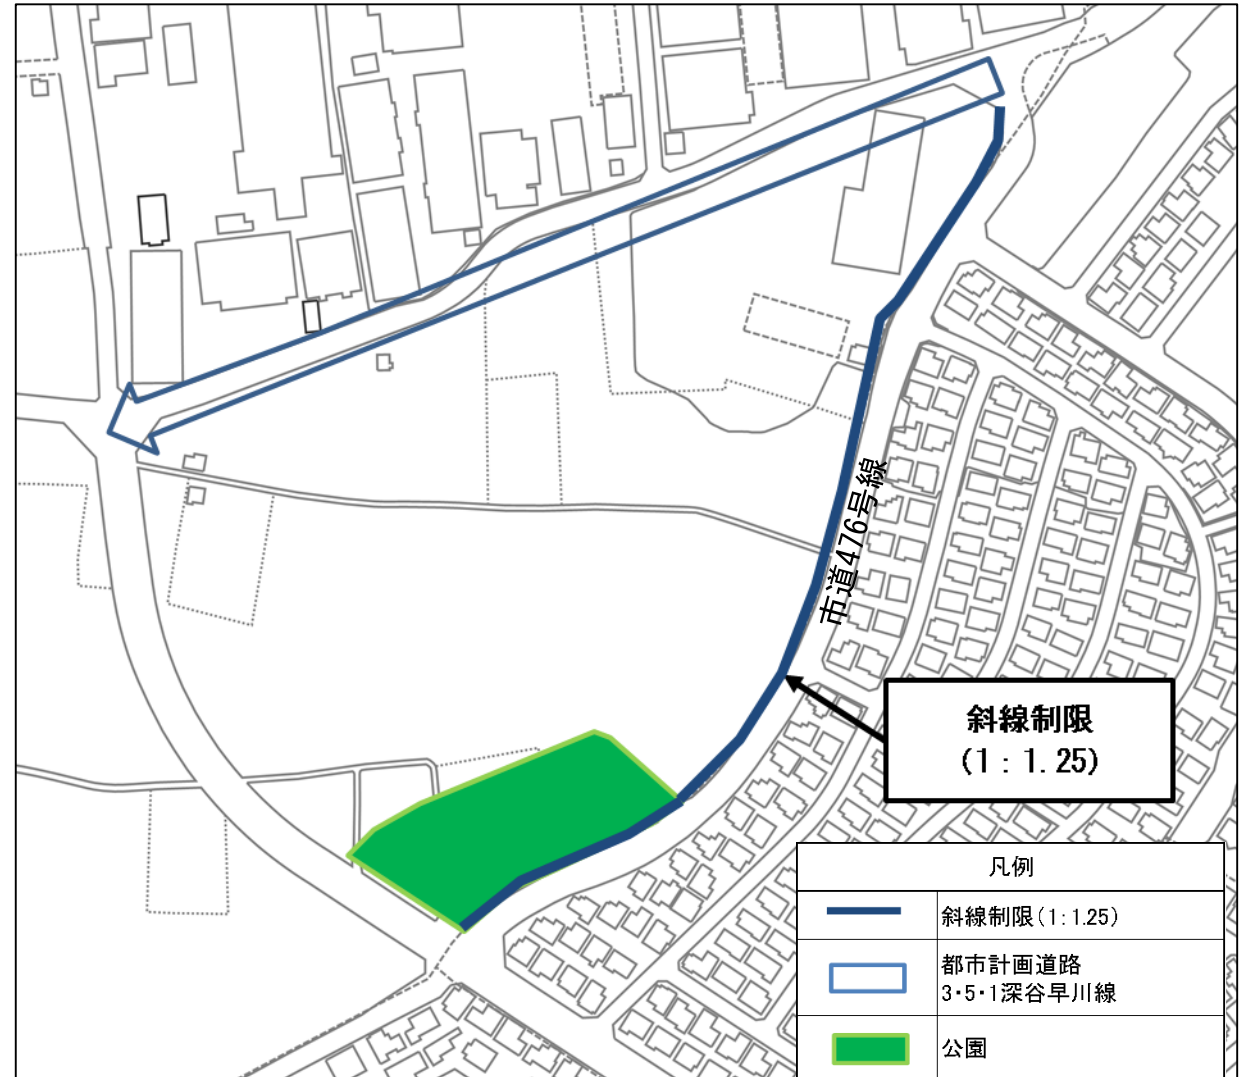 市道476号線
斜線制限
(1：1.25)
凡例
斜線制限(1:1.25)
都市計画道路
3・5・1深谷早川線
公園